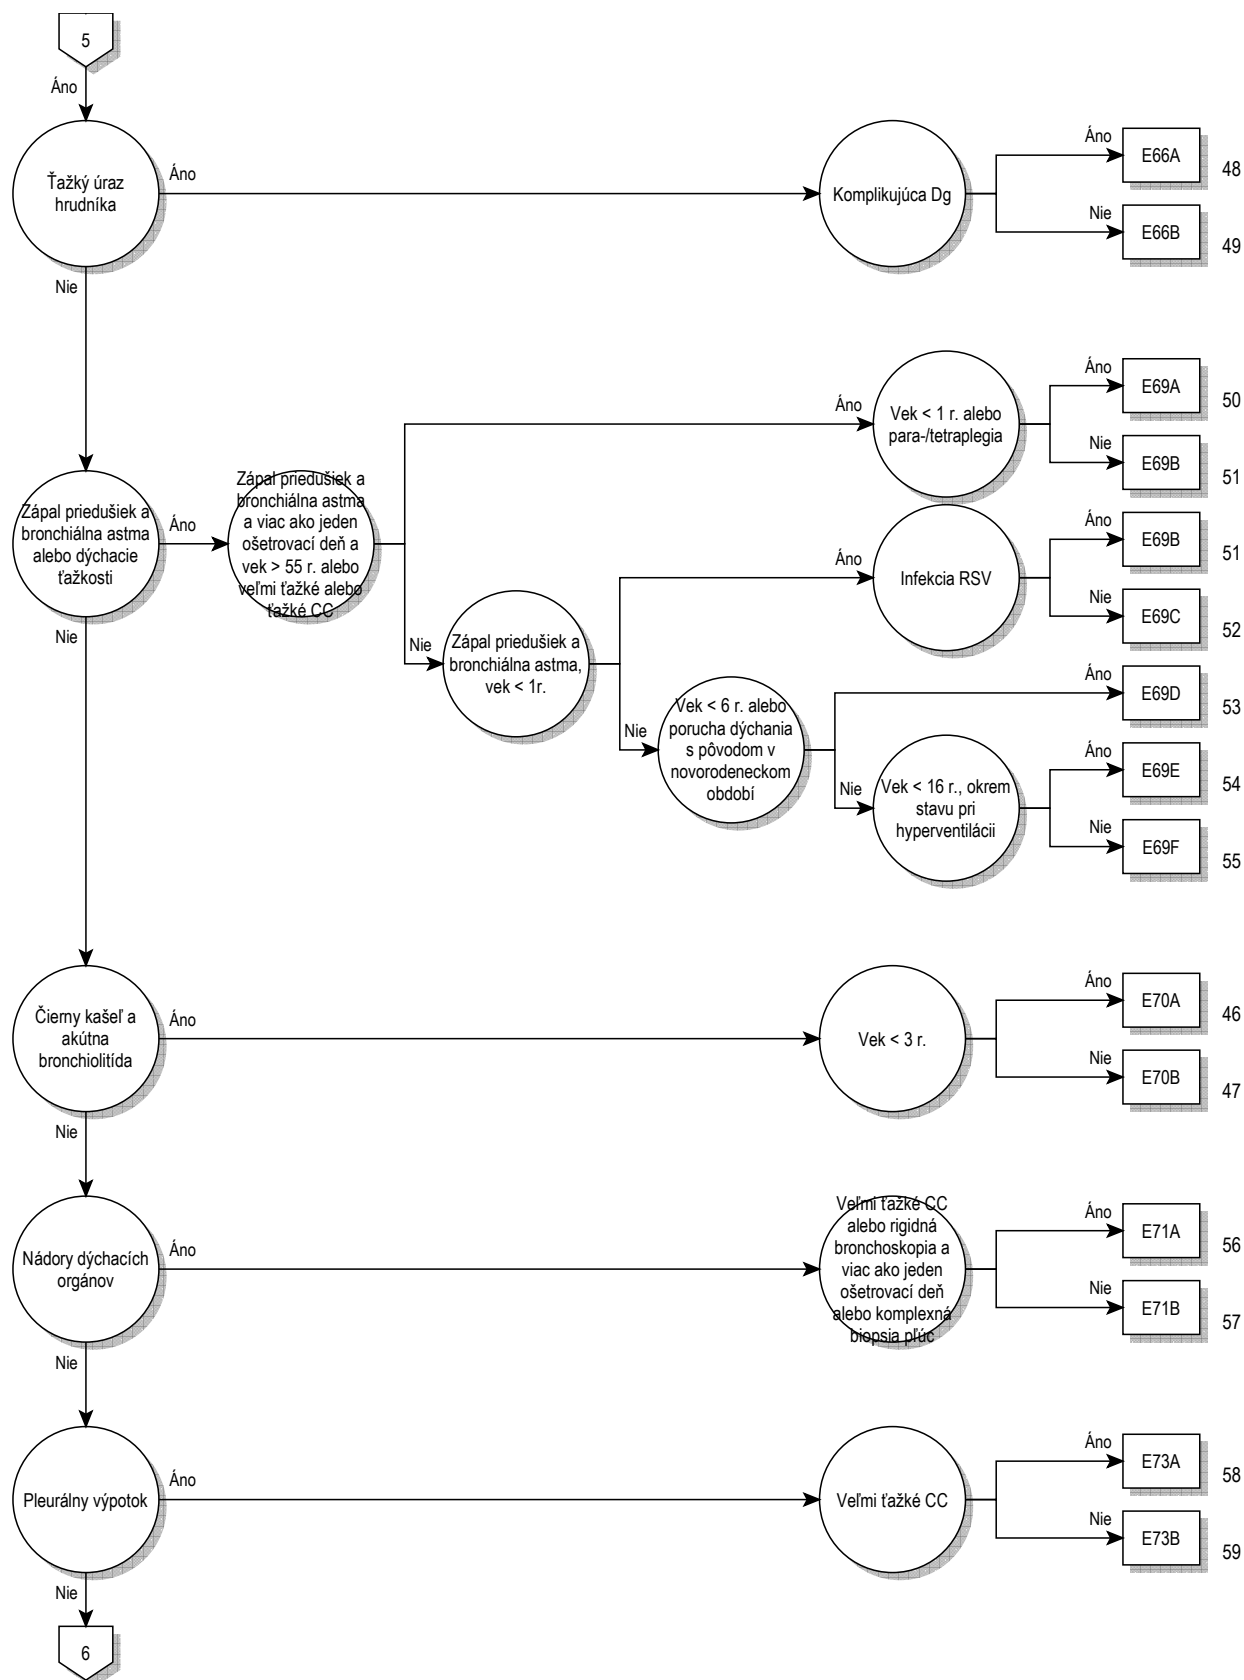 5
Áno
Ťažký úraz
hrudníka
Áno
Komplikujúca Dg
Áno
E66A
48
Nie
E66B
49
Nie
Zápal priedušiek a
bronchiálna astma
alebo dýchacie
ťažkosti
Áno
Zápal priedušiek a
bronchiálna astma
a viac ako jeden
ošetrovací deň a
vek > 55 r. alebo
veľmi ťažké alebo
ťažké CC
Áno
Vek < 1 r. alebo
para-/tetraplegia
Áno
E69A
50
Nie
E69B
51
Nie
Zápal priedušiek a
bronchiálna astma,
vek < 1r.
Áno
Infekcia RSV
Áno
E69B
51
Nie
E69C
52
Nie
Vek < 6 r. alebo
porucha dýchania
s pôvodom v
novorodeneckom
období
Áno
E69D
53
Nie
Vek < 16 r., okrem
stavu pri
hyperventilácii
Áno
E69E
54
Nie
E69F
55
Nie
Čierny kašeľ a
akútna
bronchiolitída
Áno
Vek < 3 r.
Áno
E70A
46
Nie
E70B
47
Nie
Nádory dýchacích
orgánov
Áno
Veľmi ťažké CC
alebo rigidná
bronchoskopia a
viac ako jeden
ošetrovací deň
alebo komplexná
biopsia pľúc
Áno
E71A
56
Nie
E71B
57
Nie
Pleurálny výpotok
Áno
Veľmi ťažké CC
Áno
E73A
58
Nie
E73B
59
Nie
6